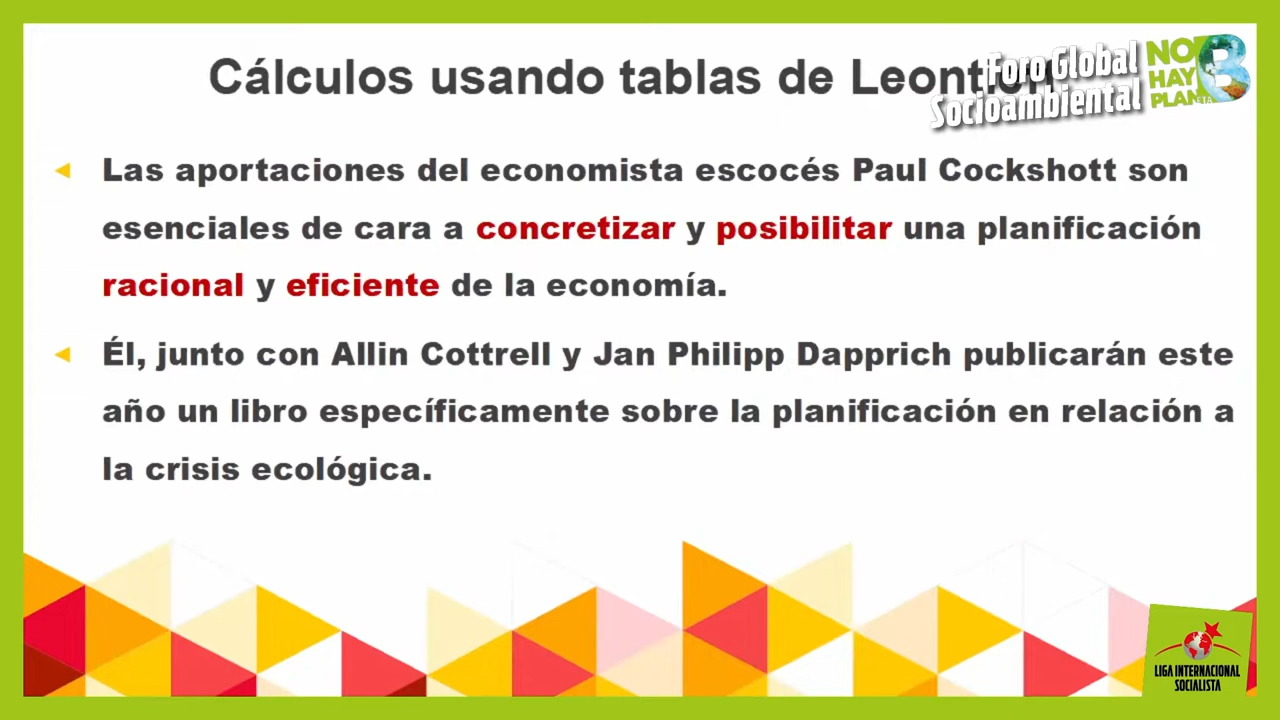 Cálculos usando tablas de
Foro Global
Socioambiental
NO
HAY
PLANETA
B
Las aportaciones del economista escocés Paul Cockshott son
esenciales de cara a concretizar y posibilitar una planificación
racional y eficiente de la economía.
Él, junto con Allin Cottrell y Jan Philipp Dapprich publicarán este
año un libro específicamente sobre la planificación en relación a
la crisis ecológica.
LIGA INTERNACIONAL
SOCIALISTA